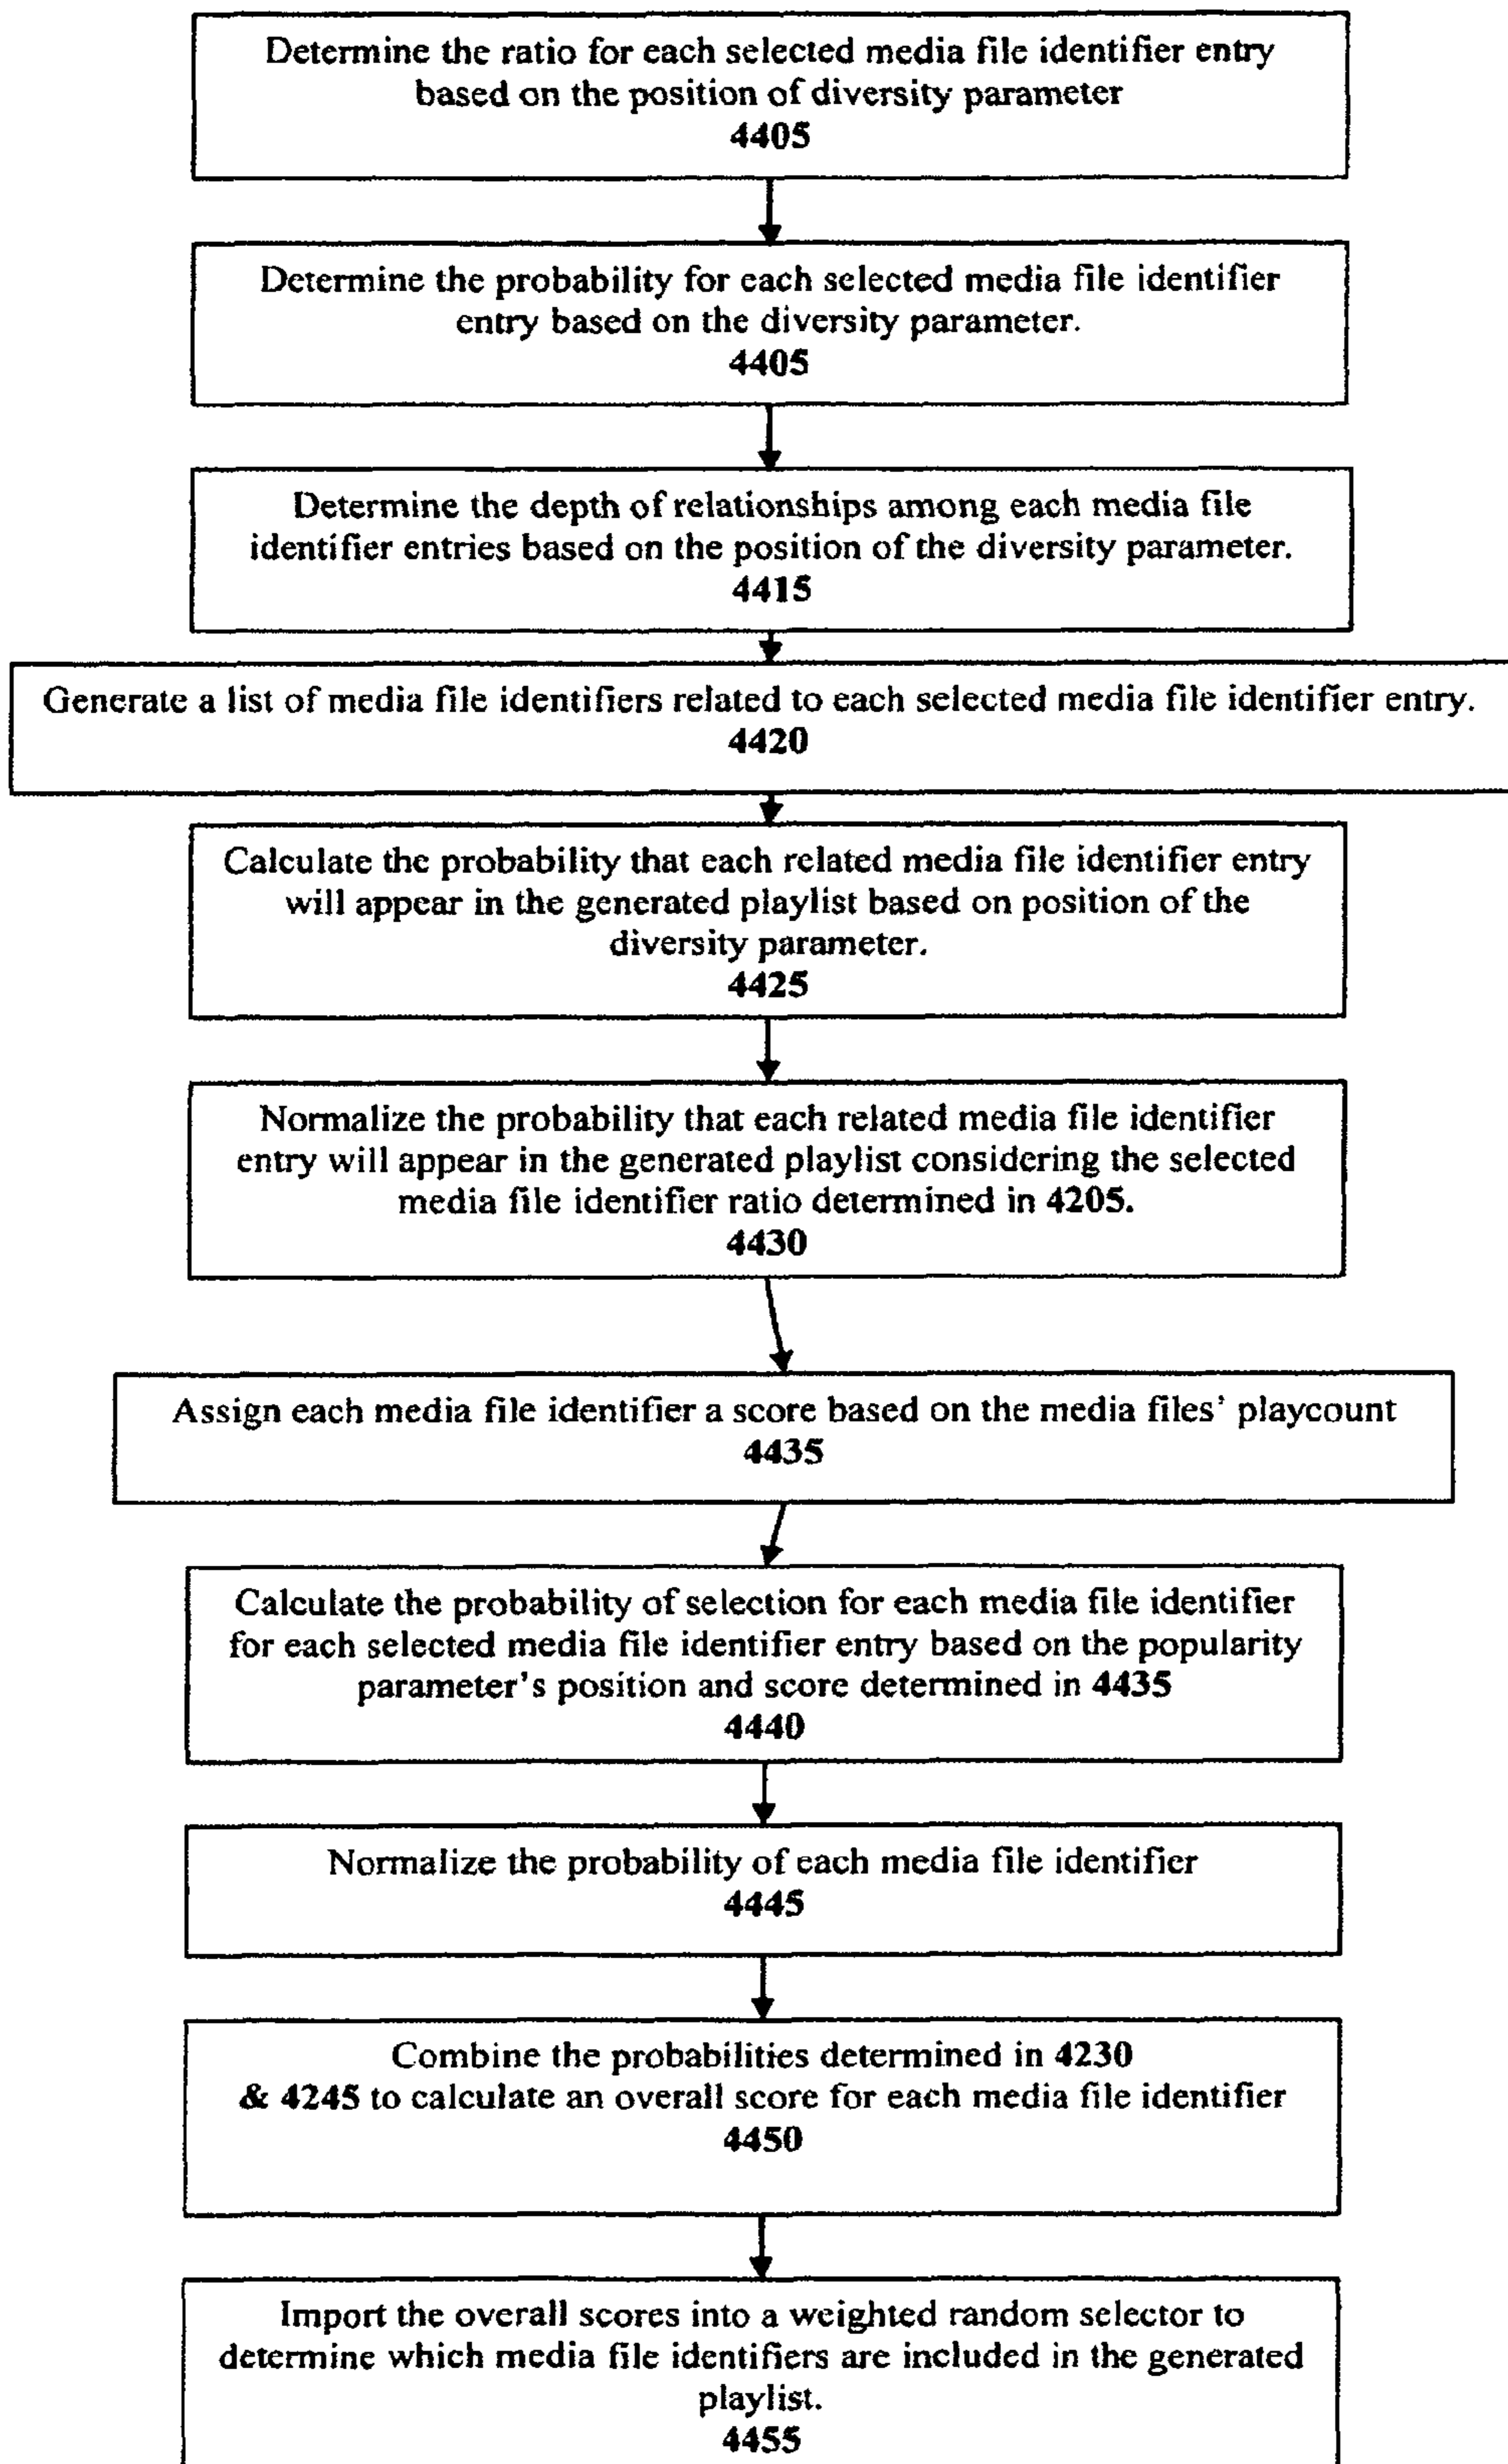 Determine the ratio for each selected media file identifier entry
based on the position of diversity parameter
4405
Determine the probability for each selected media file identifier
entry based on the diversity parameter.
4405
Determine the depth of relationships among each media file
identifier entries based on the position of the diversity parameter.
4415
Generate a list of media file identifiers related to each selected media file identifier entry.
4420
Calculate the probability that each related media file identifier entry
will appear in the generated playlist based on position of the
diversity parameter.
4425
Normalize the probability that each related media file identifier
entry will appear in the generated playlist considering the selected
media file identifier ratio determined in 4205.
4430
Assign each media file identifier a score based on the media files' playcount
4435
Calculate the probability of selection for each media file identifier
for each selected media file identifier entry based on the popularity
parameter's position and score determined in 4435
4440
Normalize the probability of each media file identifier
4445
Combine the probabilities determined in 4230
& 4245 to calculate an overall score for each media file identifier
4450
Import the overall scores into a weighted random selector to
determine which media file identifiers are included in the generated
playlist.
4455